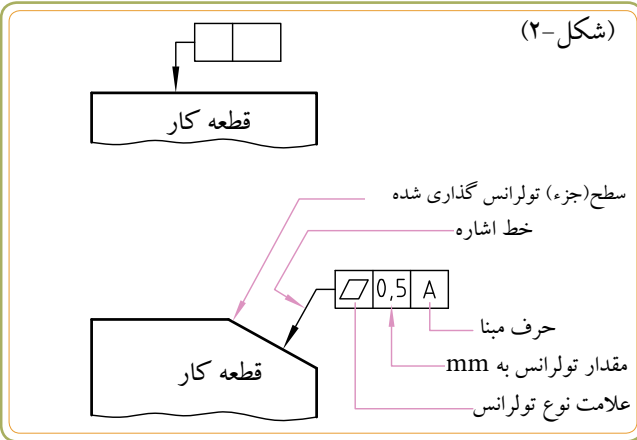 (شکل-۲)
قطعه کار
سطح(جزء) تولرانس گذاری شده
خط اشاره
0,5 A
حرف مبنا
مقدار تولرانس به mm
علامت نوع تولرانس
قطعه کار